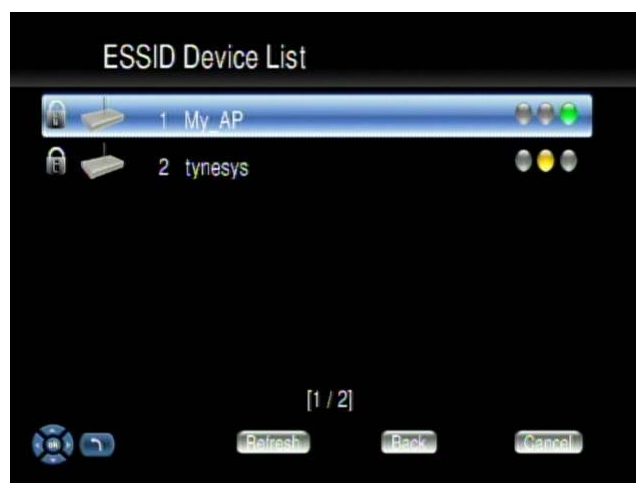 ESSID Device List
1 My_AP
2 tynesys
[1 / 2]
ok Refresh Back Cancel